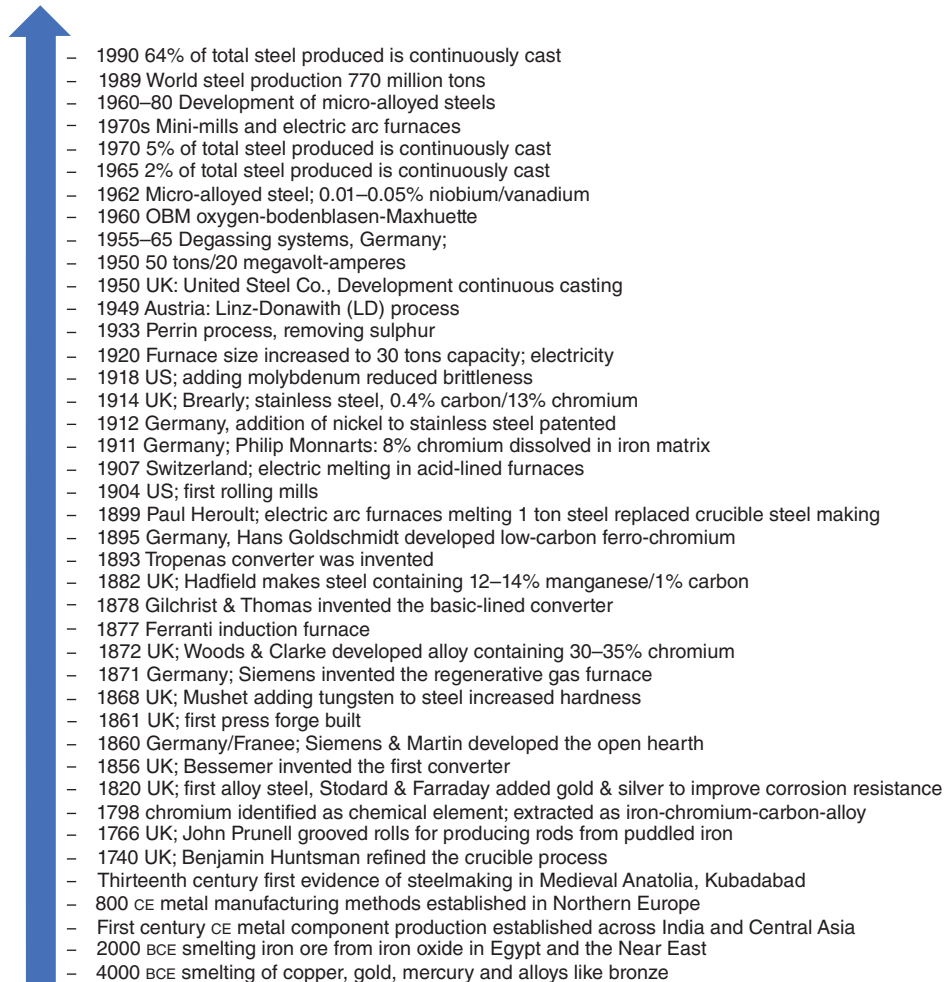 – 1990 64% of total steel produced is continuously cast
– 1989 World steel production 770 million tons
– 1960–80 Development of micro-alloyed steels
– 1970s Mini-mills and electric arc furnaces
– 1970 5% of total steel produced is continuously cast
– 1965 2% of total steel produced is continuously cast
– 1962 Micro-alloyed steel; 0.01–0.05% niobium/vanadium
– 1960 OBM oxygen-bodenblasen-Maxhuette
– 1955–65 Degassing systems, Germany;
– 1950 50 tons/20 megavolt-amperes
– 1950 UK: United Steel Co., Development continuous casting
– 1949 Austria: Linz-Donawith (LD) process
– 1933 Perrin process, removing sulphur
– 1920 Furnace size increased to 30 tons capacity; electricity
– 1918 US; adding molybdenum reduced brittleness
– 1914 UK; Brearly; stainless steel, 0.4% carbon/13% chromium
– 1912 Germany, addition of nickel to stainless steel patented
– 1911 Germany; Philip Monnarts: 8% chromium dissolved in iron matrix
– 1907 Switzerland; electric melting in acid-lined furnaces
– 1904 US; first rolling mills
– 1899 Paul Heroult; electric arc furnaces melting 1 ton steel replaced crucible steel making
– 1895 Germany, Hans Goldschmidt developed low-carbon ferro-chromium
– 1893 Tropenas converter was invented
– 1882 UK; Hadfield makes steel containing 12–14% manganese/1% carbon
– 1878 Gilchrist & Thomas invented the basic-lined converter
– 1877 Ferranti induction furnace
– 1872 UK; Woods & Clarke developed alloy containing 30–35% chromium
– 1871 Germany; Siemens invented the regenerative gas furnace
– 1868 UK; Mushet adding tungsten to steel increased hardness
– 1861 UK; first press forge built
– 1860 Germany/Franee; Siemens & Martin developed the open hearth
– 1856 UK; Bessemer invented the first converter
– 1820 UK; first alloy steel, Stodard & Farraday added gold & silver to improve corrosion resistance
– 1798 chromium identified as chemical element; extracted as iron-chromium-carbon-alloy
– 1766 UK; John Prunell grooved rolls for producing rods from puddled iron
– 1740 UK; Benjamin Huntsman refined the crucible process
– Thirteenth century first evidence of steelmaking in Medieval Anatolia, Kubadabad
– 800 CE metal manufacturing methods established in Northern Europe
– First century CE metal component production established across India and Central Asia
– 2000 BCE smelting iron ore from iron oxide in Egypt and the Near East
– 4000 BCE smelting of copper, gold, mercury and alloys like bronze